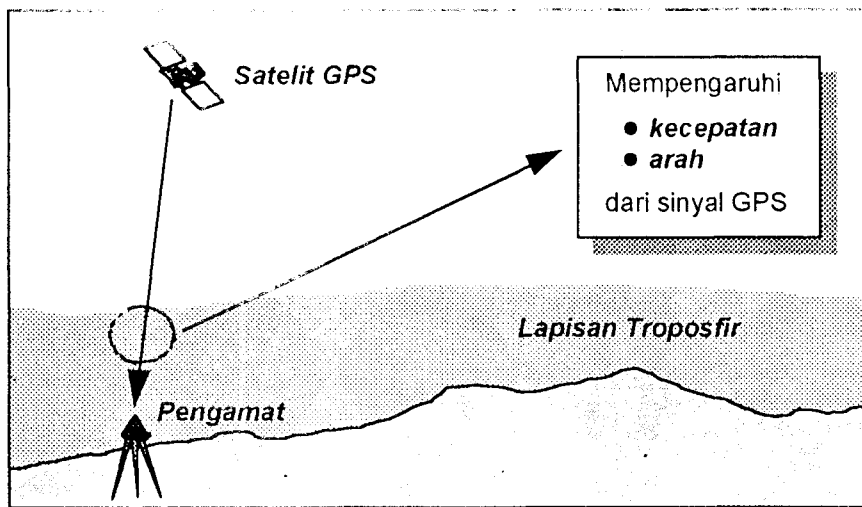 Satelit GPS
Mempengaruhi
● kecepatan
● arah
dari sinyal GPS
Lapisan Troposfir
Pengamat